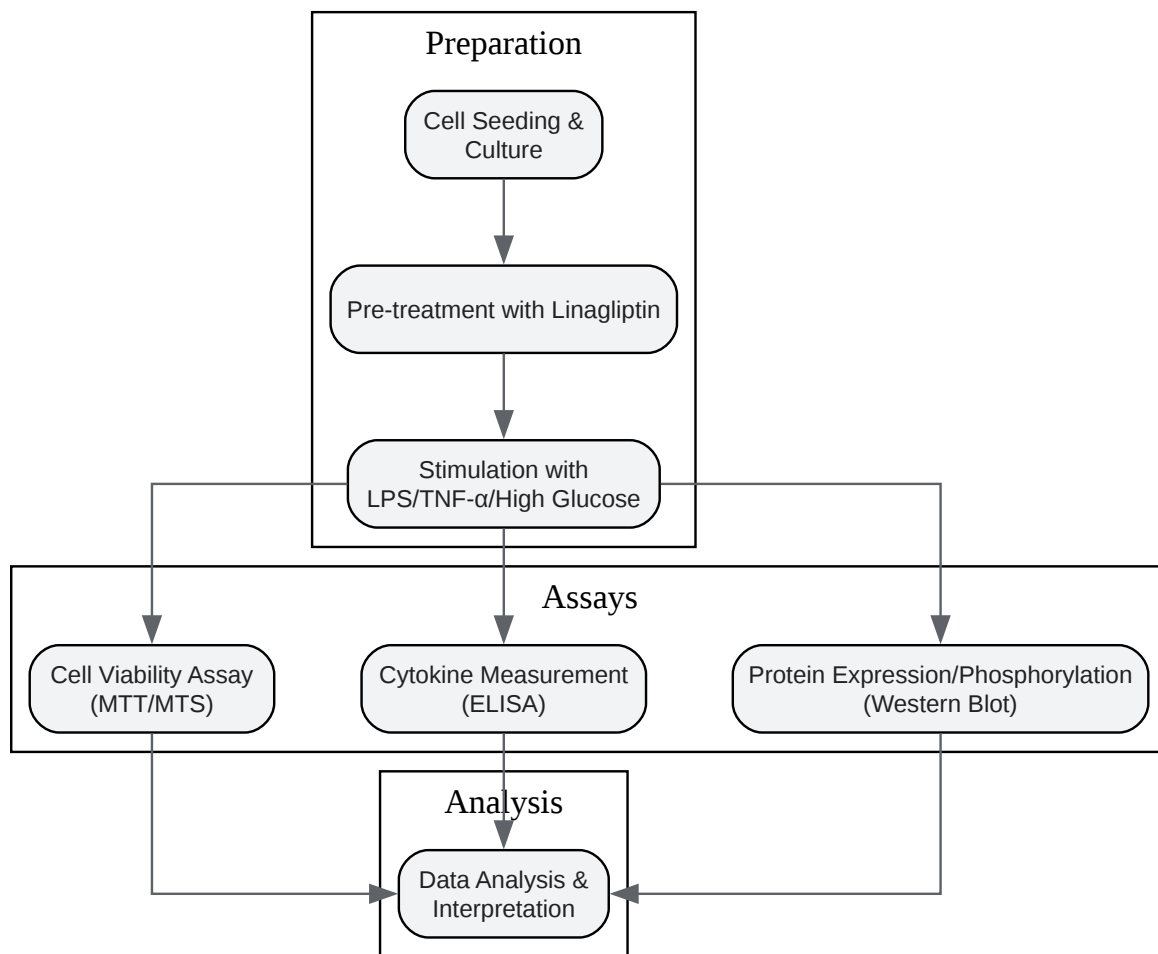 Preparation
Cell Seeding &
Culture
Pre-treatment with Linagliptin
Stimulation with
LPS/TNF-α/High Glucose
Assays
Cell Viability Assay
(MTT/MTS)
Cytokine Measurement
(ELISA)
Protein Expression/Phosphorylation
(Western Blot)
Analysis
Data Analysis &
Interpretation